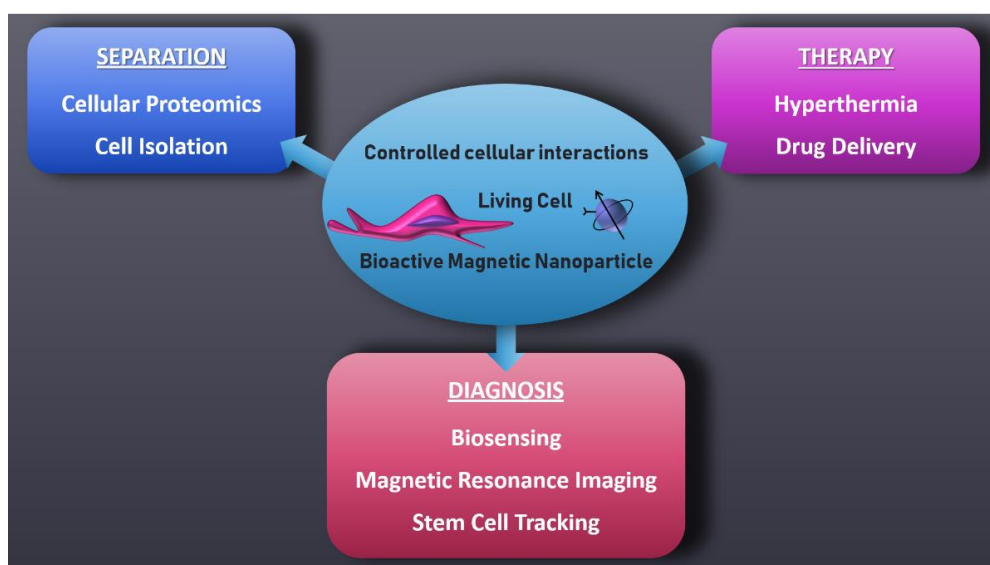 SEPARATION
Cellular Proteomics
Cell Isolation
THERAPY
Hyperthermia
Drug Delivery
Controlled cellular interactions
Living Cell
Bioactive Magnetic Nanoparticle
DIAGNOSIS
Biosensing
Magnetic Resonance Imaging
Stem Cell Tracking